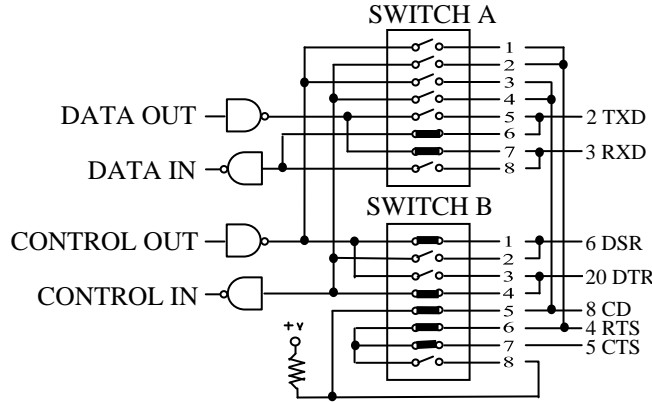 SWITCH A
1
2
3
4
DATA OUT 5 2 TXD
6
7 3 RXD
DATA IN 8
SWITCH B
CONTROL OUT 1 6 DSR
2
3 20 DTR
CONTROL IN 4
5 8 CD
+v 6 4 RTS
7 5 CTS
8